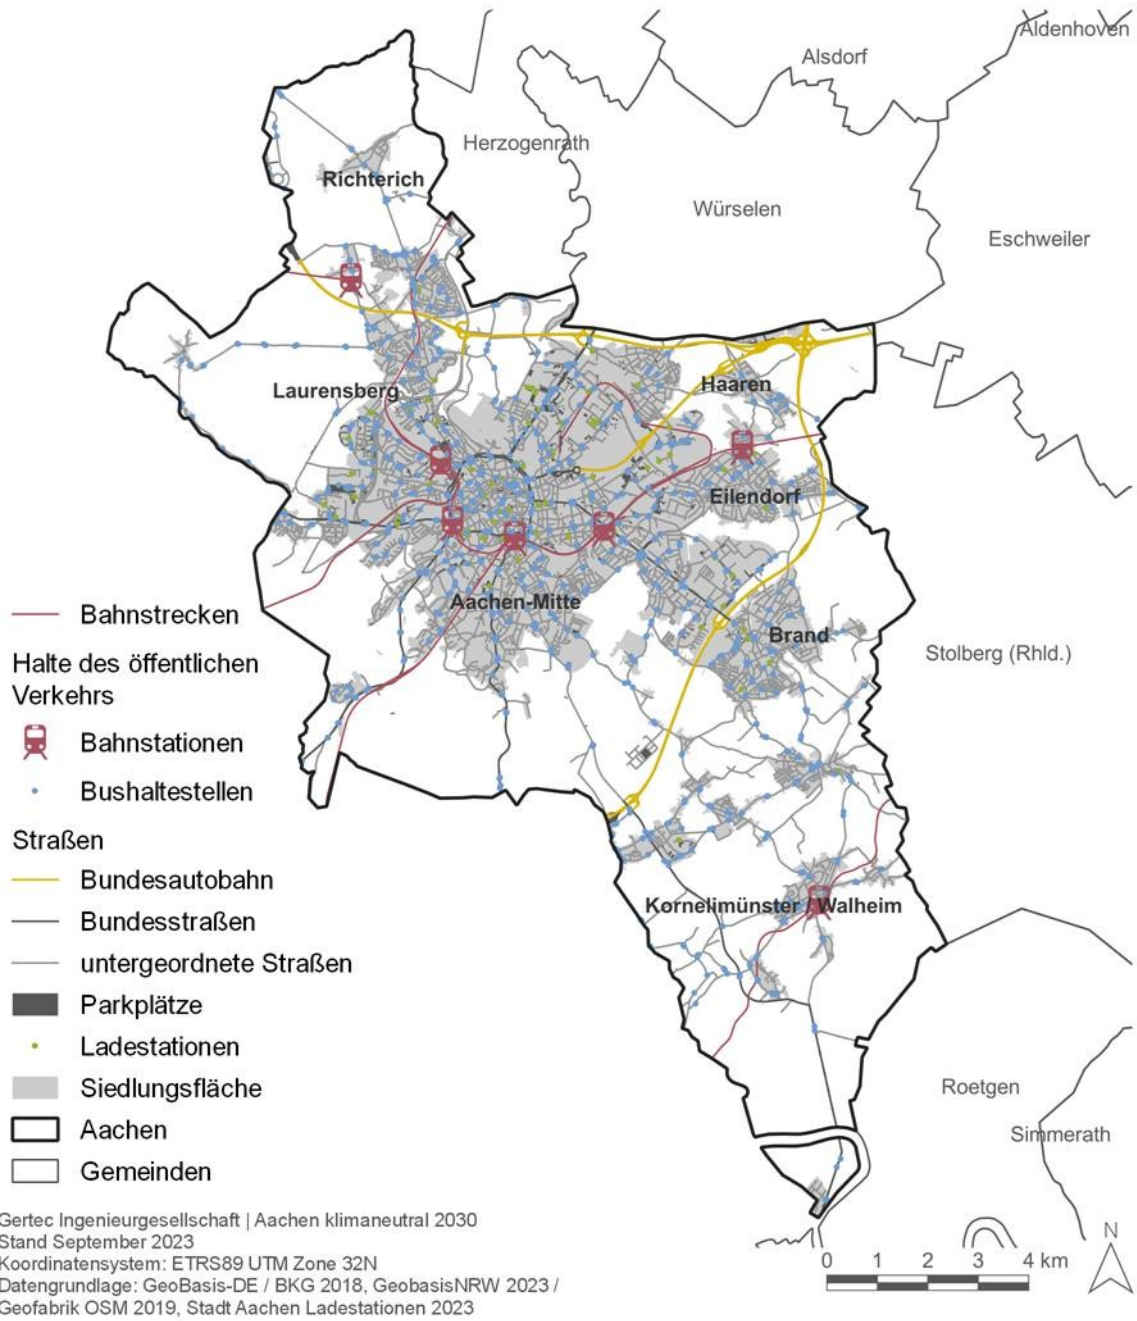 Aldenhoven
Alsdorf
Herzogenrath
Richterich
Würselen
Eschweiler
Laurensberg
Haaren
Eilendorf
Aachen-Mitte
Brand
Stolberg (Rhld.)
Kornelimünster / Walheim
Roetgen
Simmerath
Bahnstrecken
Halte des öffentlichen
Verkehrs
Bahnstationen
Bushaltestellen
Straßen
Bundesautobahn
Bundesstraßen
untergeordnete Straßen
Parkplätze
Ladestationen
Siedlungsfläche
Aachen
Gemeinden
Gertec Ingenieurgesellschaft | Aachen klimaneutral 2030
Stand September 2023
Koordinatensystem: ETRS89 UTM Zone 32N
Datengrundlage: GeoBasis-DE / BKG 2018, GeobasisNRW 2023 /
Geofabrik OSM 2019, Stadt Aachen Ladestationen 2023
0 1 2 3 4 km
N